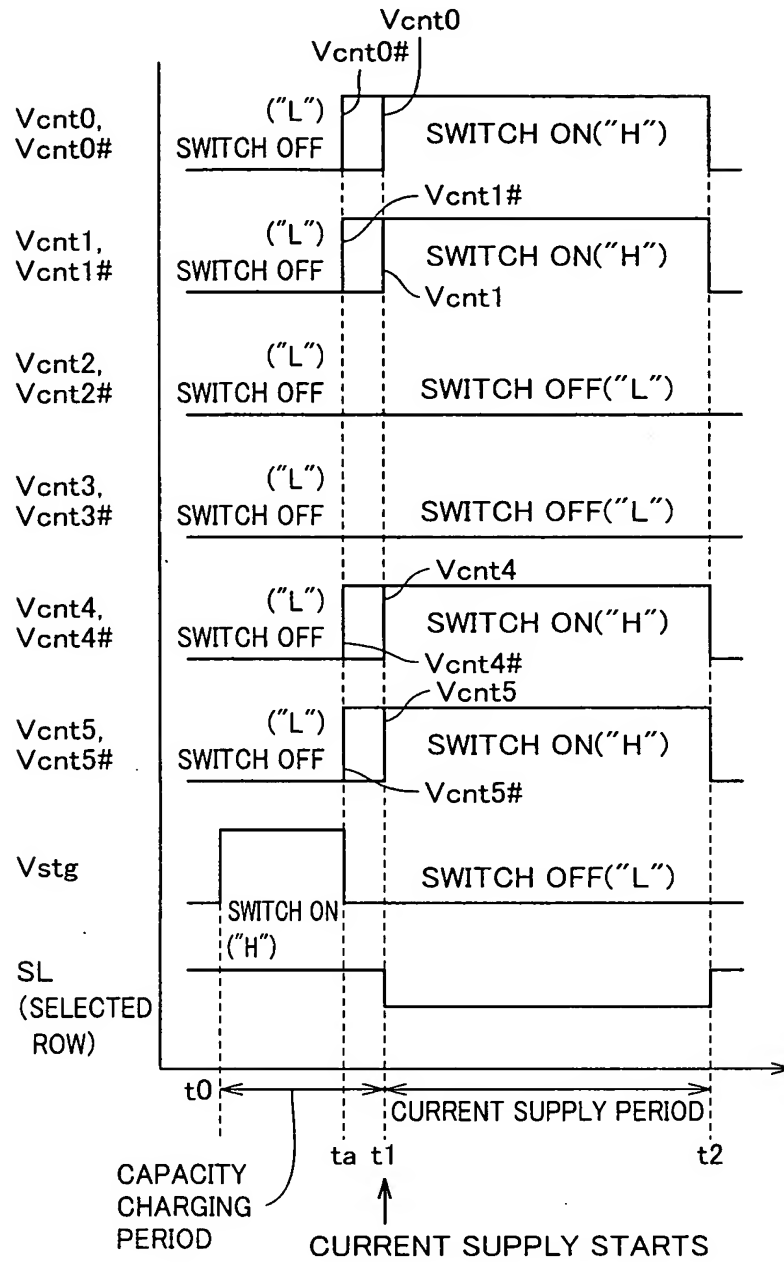 Vcnt0
Vcnt0#
Vcnt0,
Vcnt0#
("L")
SWITCH OFF
SWITCH ON("H")
Vcnt1#
Vcnt1,
Vcnt1#
("L")
SWITCH OFF
SWITCH ON("H")
Vcnt1
Vcnt2,
Vcnt2#
("L")
SWITCH OFF
SWITCH OFF("L")
Vcnt3,
Vcnt3#
("L")
SWITCH OFF
SWITCH OFF("L")
Vcnt4
Vcnt4,
Vcnt4#
("L")
SWITCH OFF
SWITCH ON("H")
Vcnt4#
Vcnt5
Vcnt5,
Vcnt5#
("L")
SWITCH OFF
SWITCH ON("H")
Vcnt5#
Vstg
SWITCH OFF("L")
SWITCH ON
("H")
SL
(SELECTED
ROW)
t0
CURRENT SUPPLY PERIOD
ta t1 t2
CAPACITY
CHARGING
PERIOD
CURRENT SUPPLY STARTS